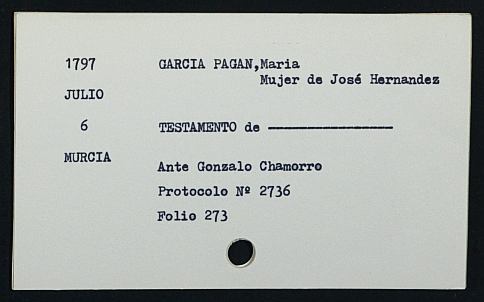 1797 GARCIA PAGAN,Maria
Mujer de José Hernandez
JULIO
6 TESTAMENTO de ----------------
MURCIA
Ante Gonzalo Chamorro
Protocolo Nº 2736
Folio 273